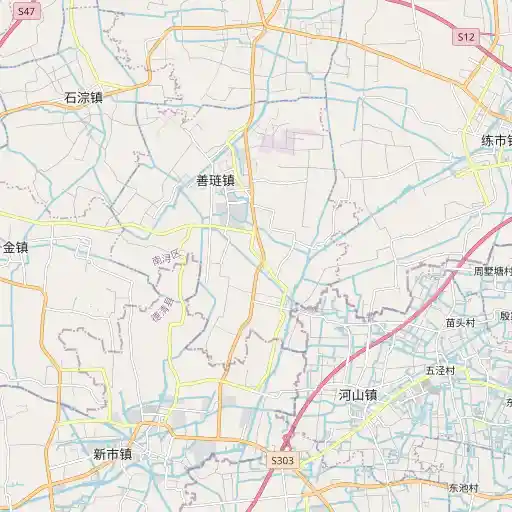 S47
S12
石淙镇
练市镇
善琏镇
金镇
南浔区
周墅塘村
德清县
苗头村
五泾村
河山镇
新市镇
S303
东池村